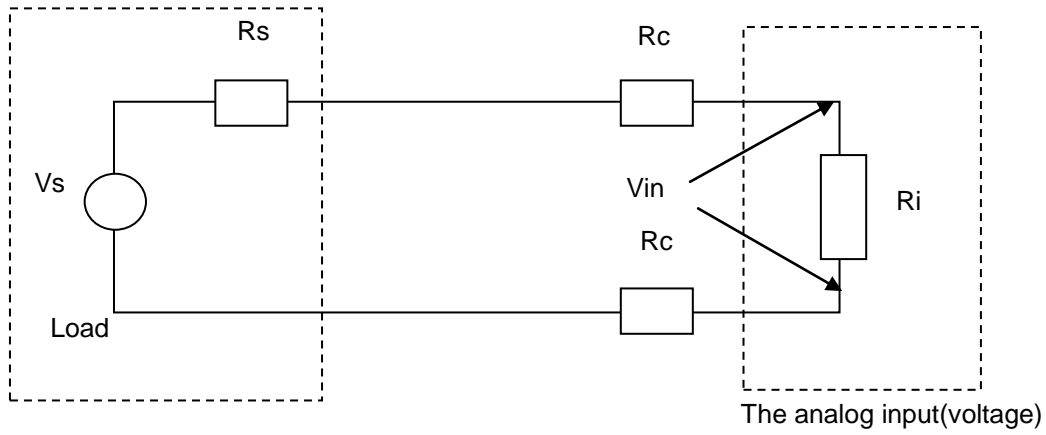 Rs
Rc
Vs
Vin
Ri
Rc
Load
The analog input(voltage)